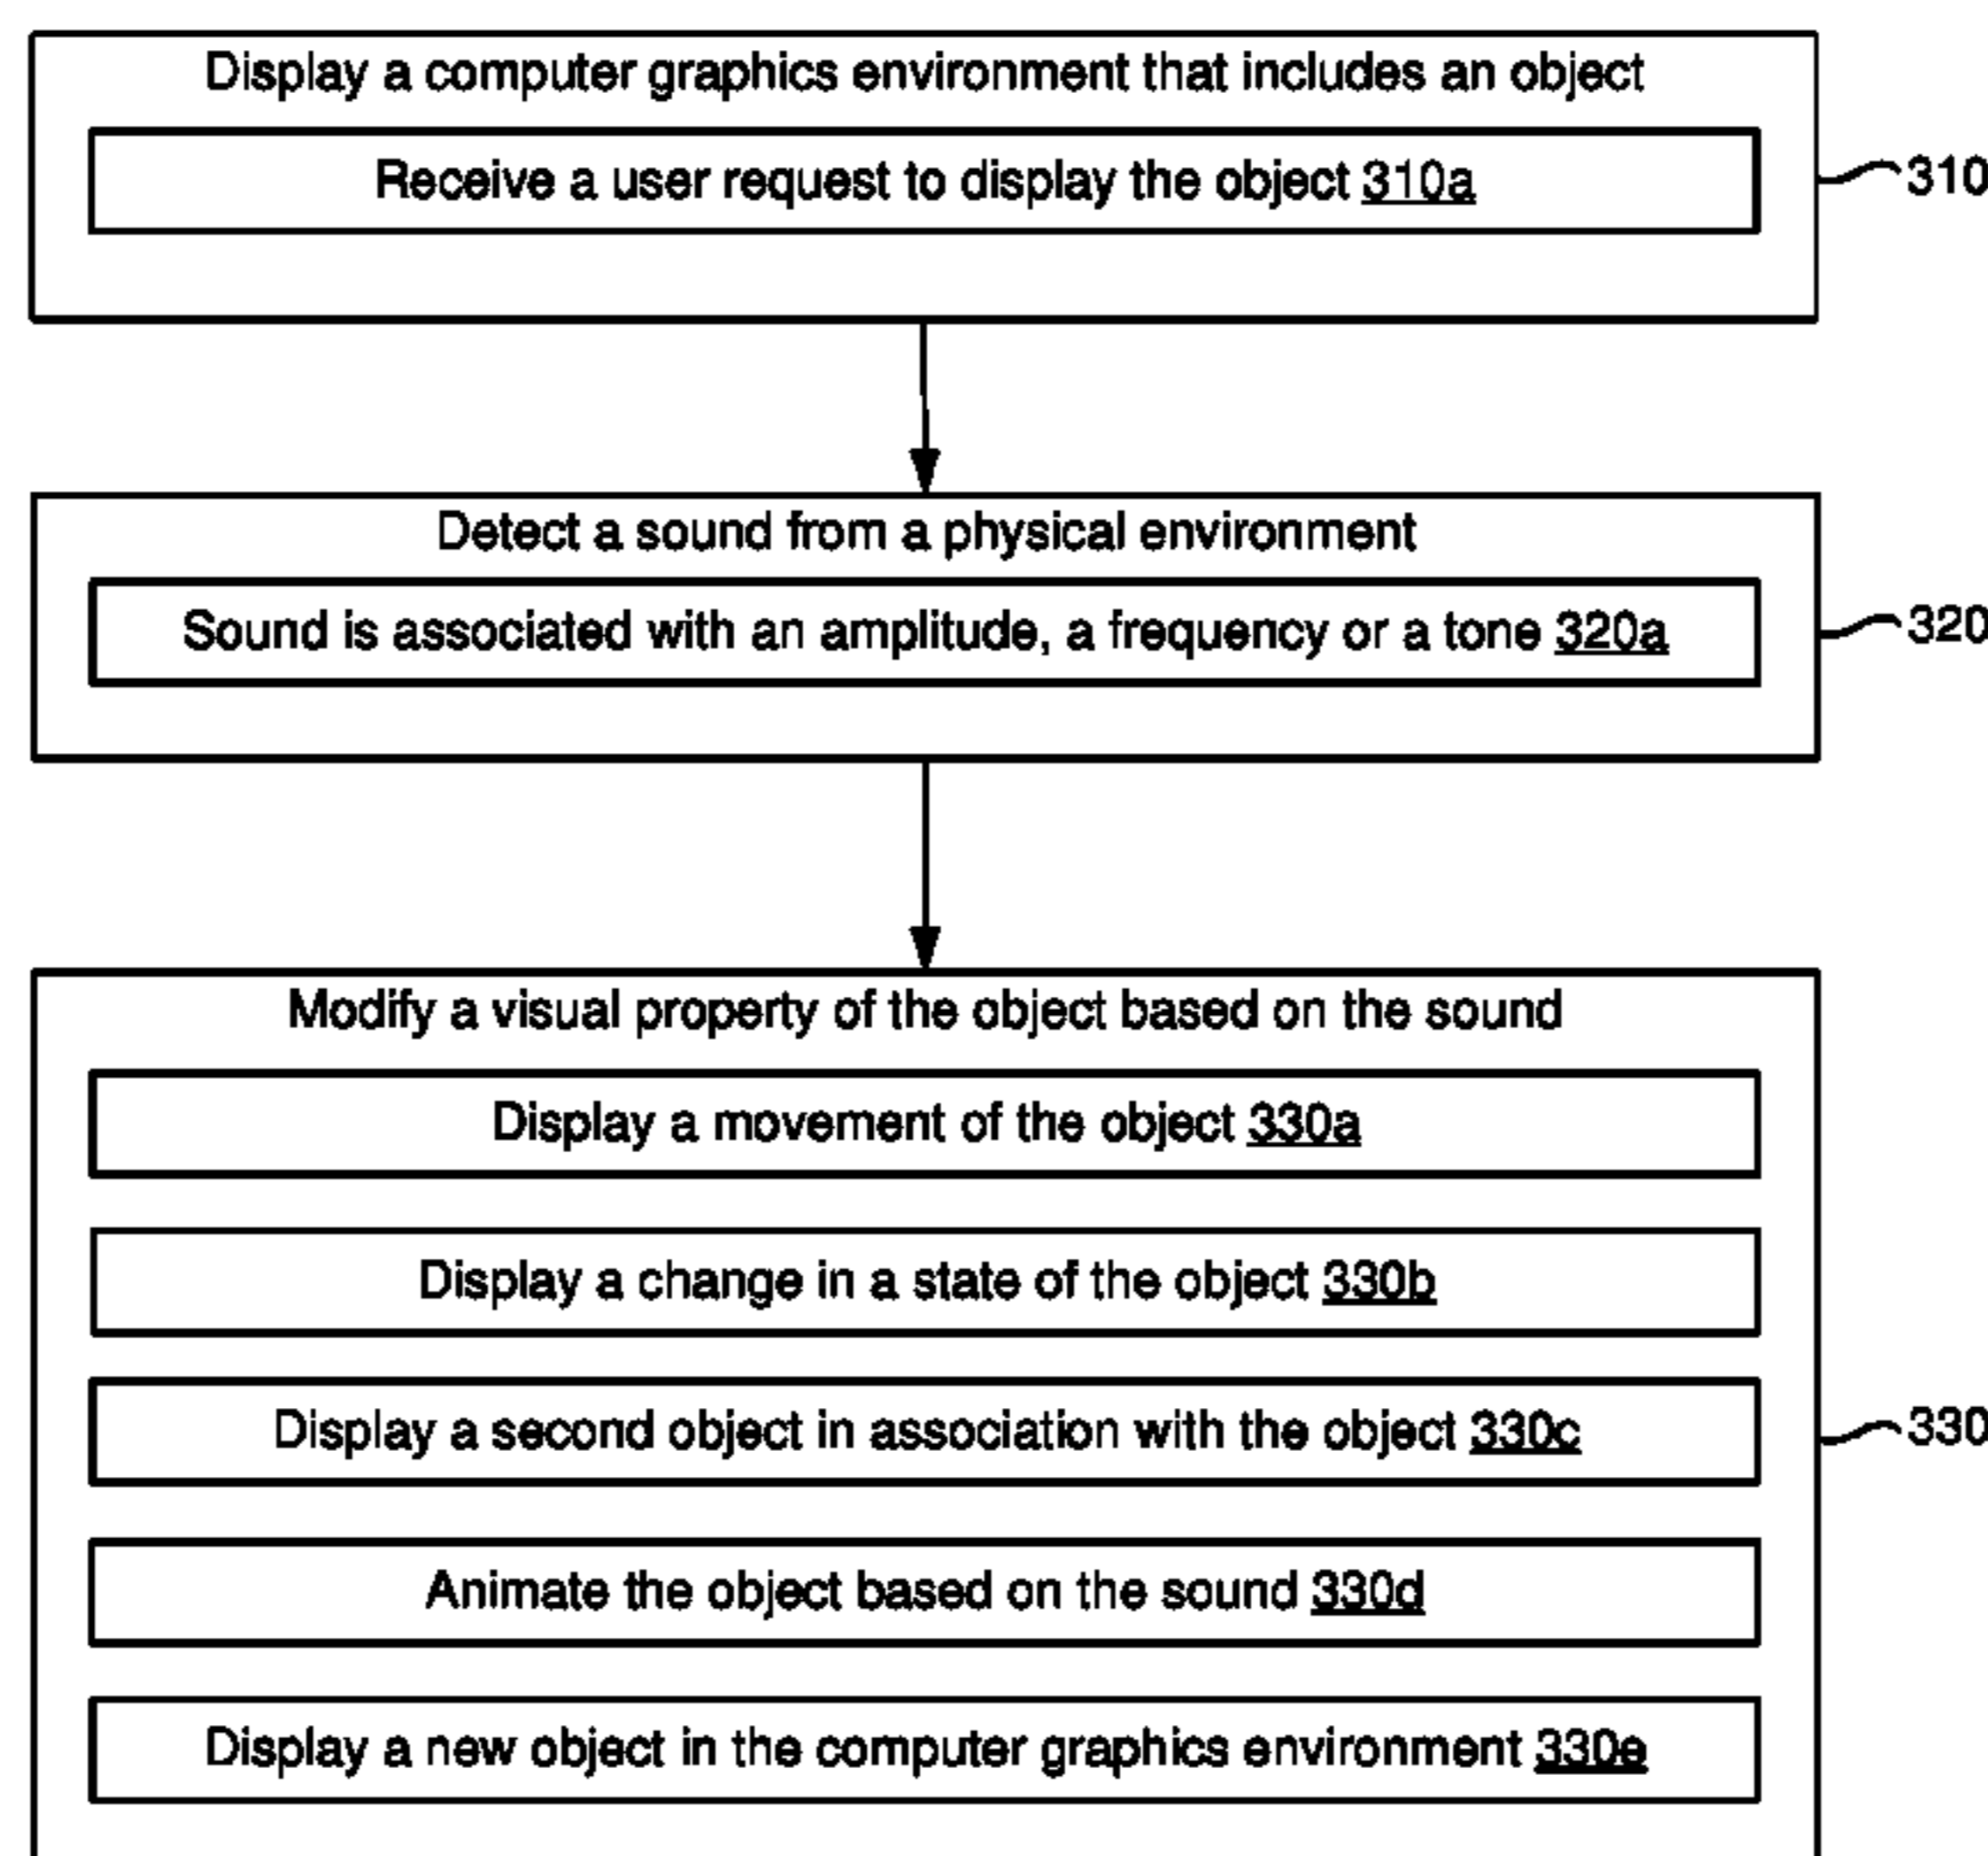 Display a computer graphics environment that includes an object
Receive a user request to display the object 310a
310
Detect a sound from a physical environment
Sound is associated with an amplitude, a frequency or a tone 320a
320
Modify a visual property of the object based on the sound
Display a movement of the object 330a
Display a change in a state of the object 330b
Display a second object in association with the object 330c
330
Animate the object based on the sound 330d
Display a new object in the computer graphics environment 330e